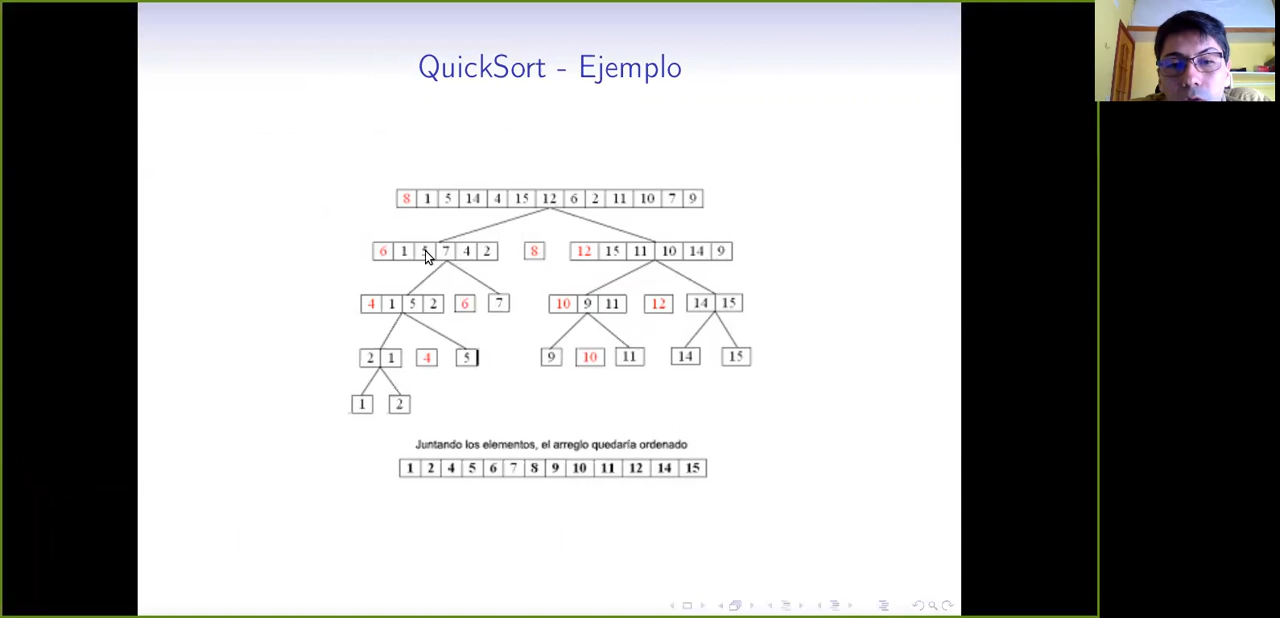 QuickSort - Ejemplo
8 1 5 14 4 15 12 6 2 11 10 7 9
6 1 5 7 4 2 8 12 15 11 10 14 9
4 1 5 2 6 7 10 9 11 12 14 15
2 1 4 5 9 10 11 14 15
1 2
Juntando los elementos, el arreglo quedaría ordenado
1 2 4 5 6 7 8 9 10 11 12 14 15